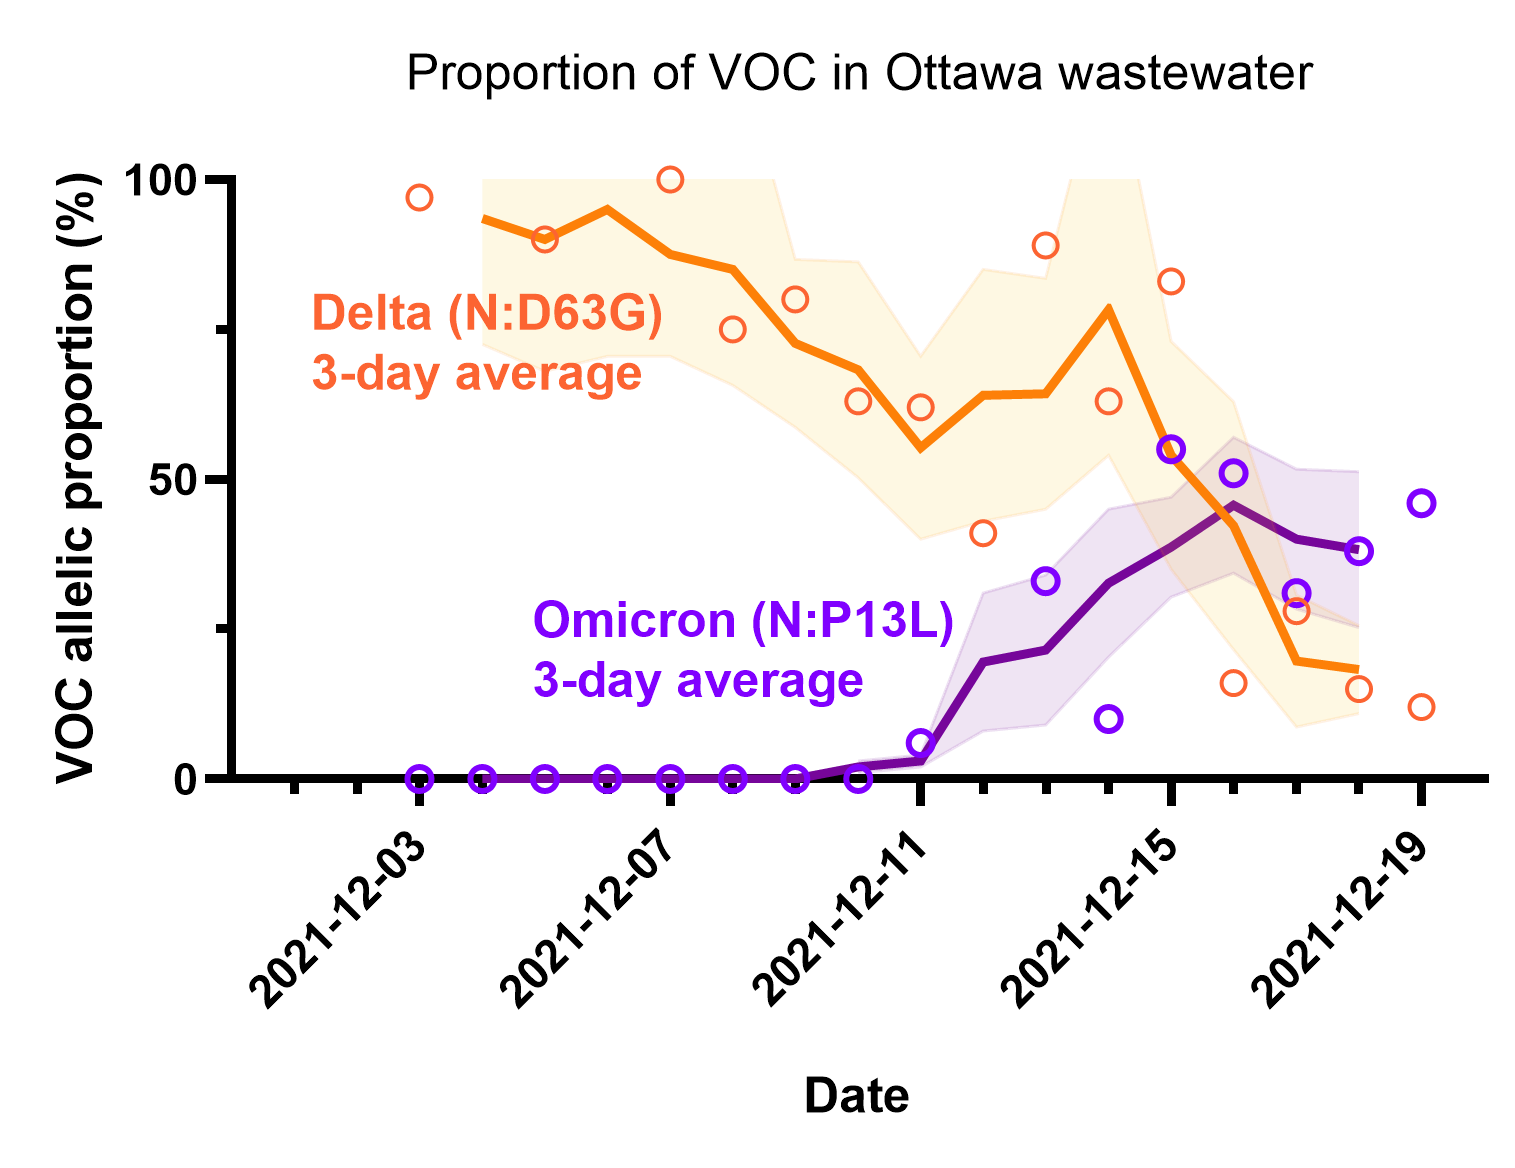 Proportion of VOC in Ottawa wastewater
VOC allelic proportion (%)
100
50
0
Delta (N:D63G)
3-day average
Omicron (N:P13L)
3-day average
2021-12-03
2021-12-07
2021-12-11
2021-12-15
2021-12-19
Date